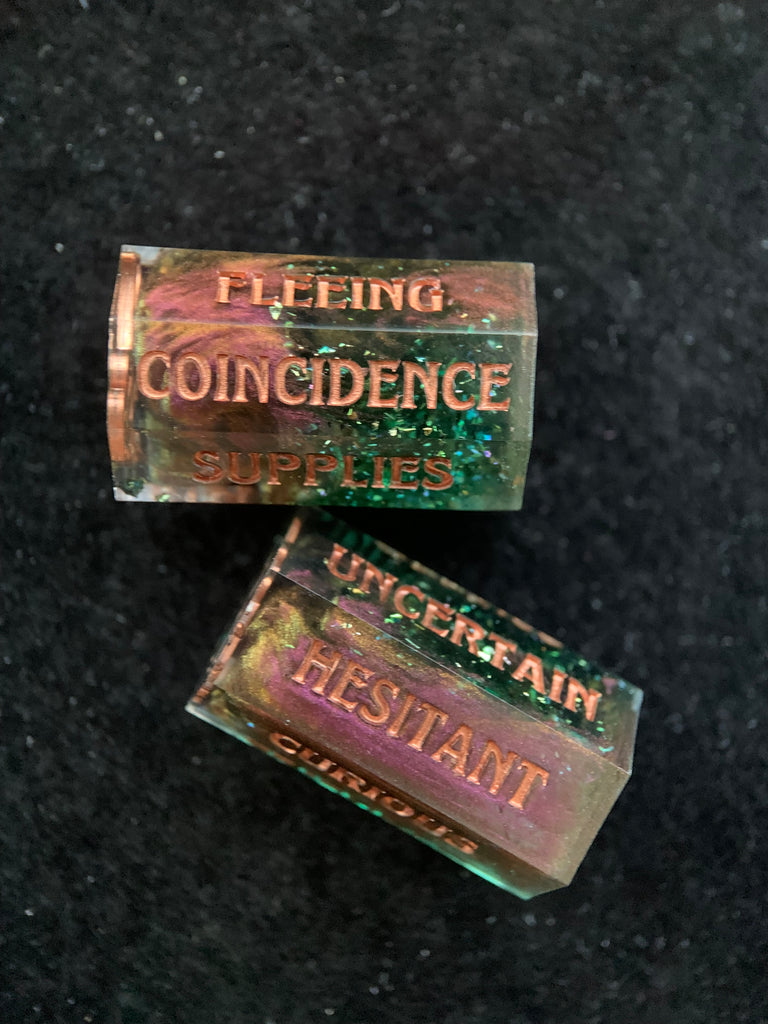 FLEEING
COINCIDENCE
SUPPLIES
UNCERTAIN
HESITANT
CURIOUS